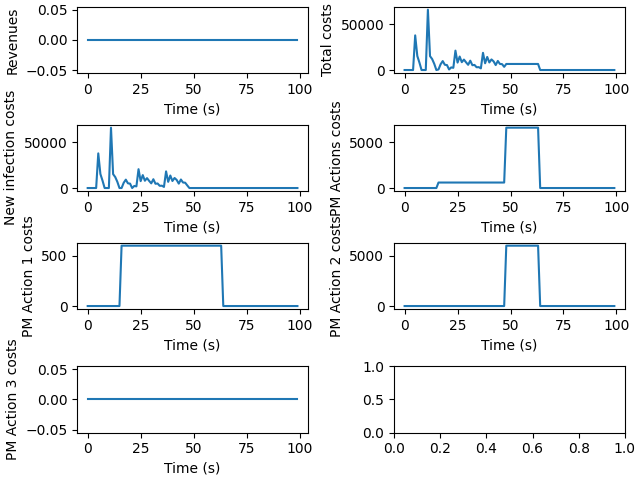 Revenues
0.05
0.00
−0.05
0 25 50 75 100
Time (s)
Total costs
50000
0
0 25 50 75 100
Time (s)
New infection costs
50000
0
0 25 50 75 100
Time (s)
PM Actions costs
5000
0
0 25 50 75 100
Time (s)
PM Action 1 costs
500
0
0 25 50 75 100
Time (s)
PM Action 2 costs
5000
0
0 25 50 75 100
Time (s)
PM Action 3 costs
0.05
0.00
−0.05
0 25 50 75 100
Time (s)
1.0
0.5
0.0
0.0 0.2 0.4 0.6 0.8 1.0